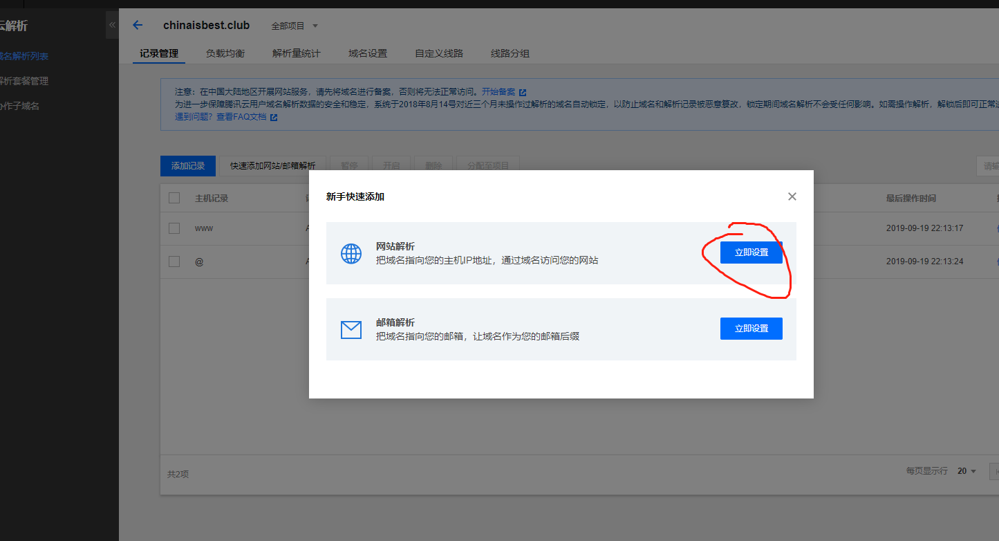 云解析
chinaisbest.club 全部项目
记录管理 负载均衡 解析量统计 域名设置 自定义线路 线路分组
域名解析列表
解析套餐管理
协作子域名
注意：在中国大陆地区开展网站服务，请先将域名进行备案，否则将无法正常访问。开始备案
为进一步保障腾讯云用户域名解析数据的安全和稳定，系统于2018年8月14号对近三个月未操作过解析的域名自动锁定，以防止域名和解析记录被恶意篡改，锁定期间域名解析不会受任何影响。如需操作解析，解锁后即可正常
遇到问题？查看FAQ文档
添加记录 快速添加网站/邮箱解析 暂停 开启 删除 分配至项目 请输
主机记录 最后操作时间
www A 2019-09-19 22:13:17
@ A 2019-09-19 22:13:24
新手快速添加
网站解析
把域名指向您的主机IP地址，通过域名访问您的网站
立即设置
邮箱解析
把域名指向您的邮箱，让域名作为您的邮箱后缀
立即设置
共2项 每页显示行 20